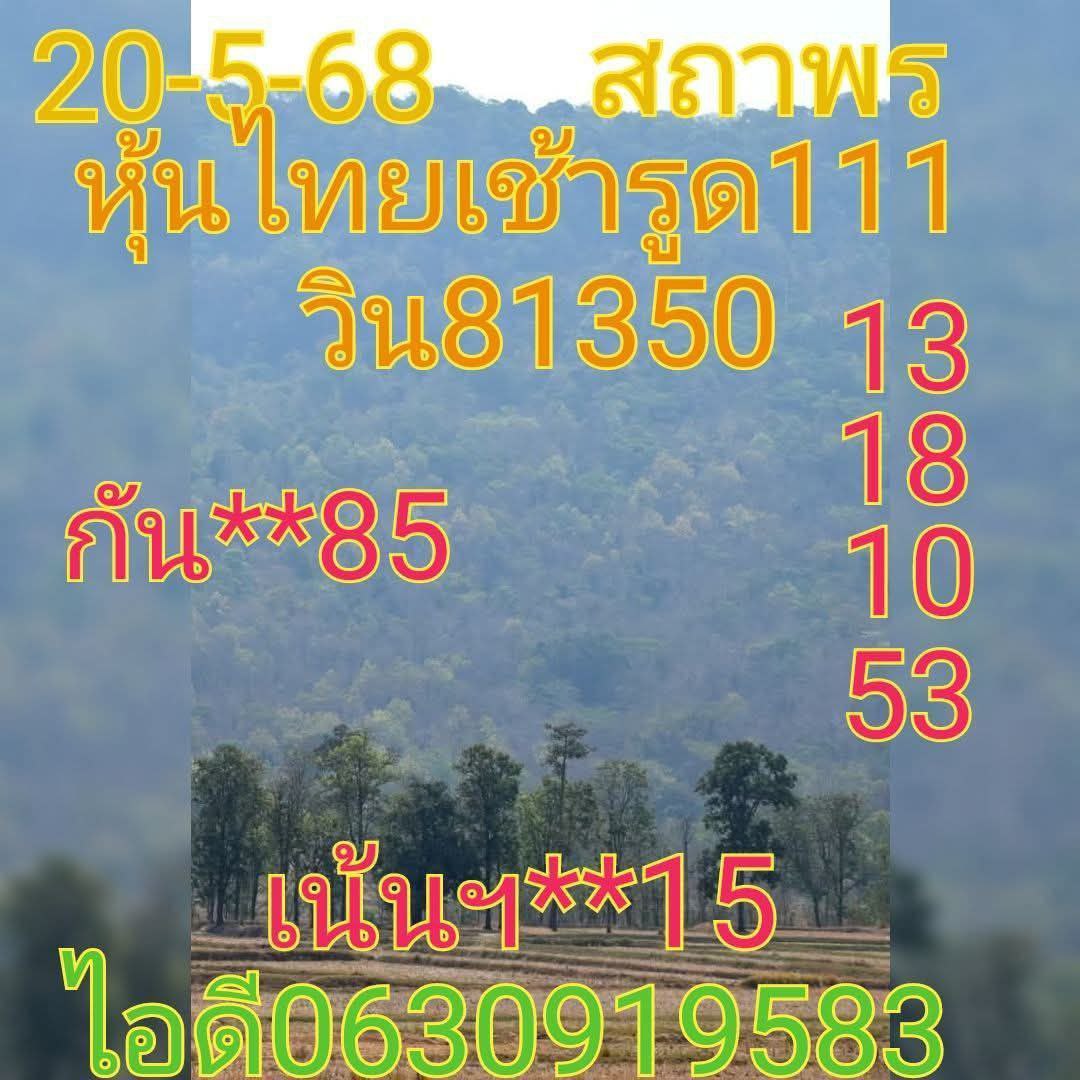 20-5-68 สถาพร
หุ้นไทยเช้ารูด111
วิน81350
13
18
กัน**85
10
53
เน้นฯ**15
ไอดี0630919583